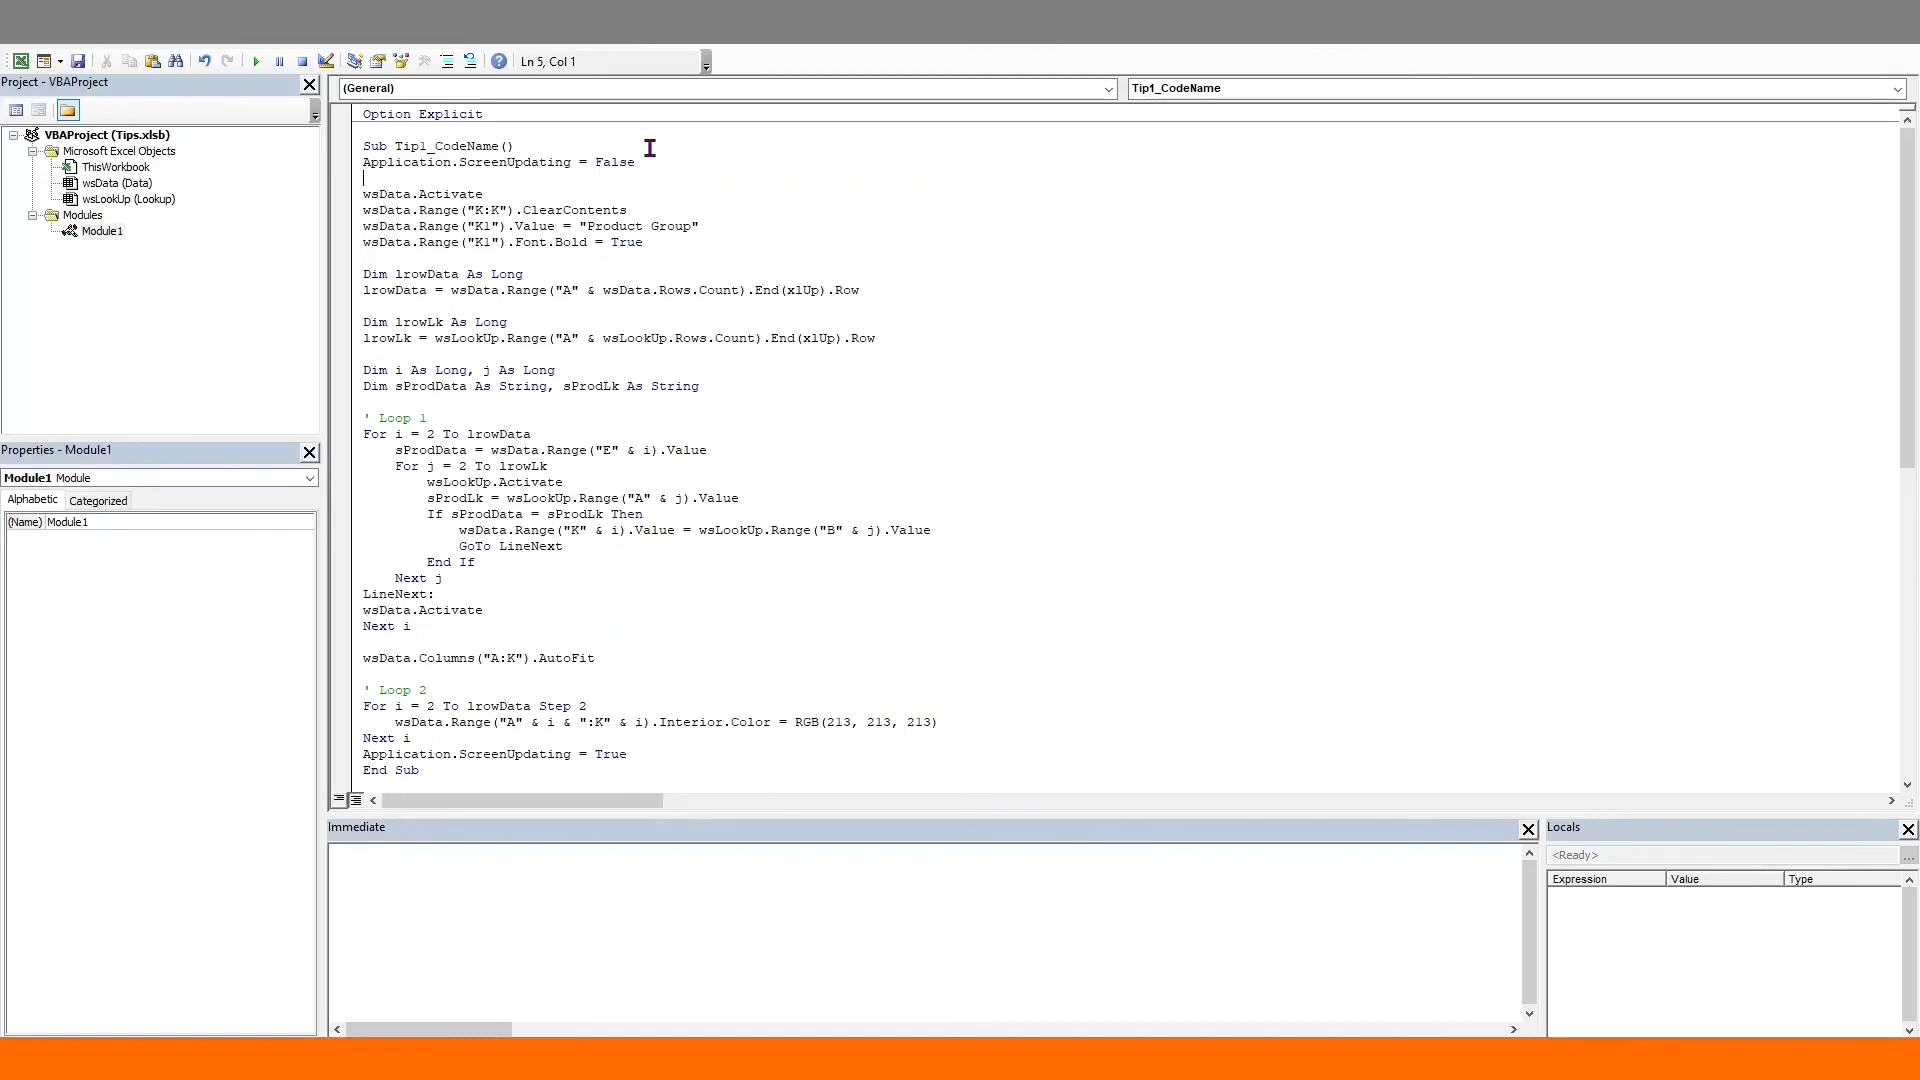 Ln 5, Col 1
Project - VBAProject
VBAProject (Tips.xlsb)
Microsoft Excel Objects
ThisWorkbook
wsData (Data)
wsLookUp (Lookup)
Modules
Module1
Properties - Module1
Module1 Module
Alphabetic Categorized
(Name) Module1
(General) Tip1_CodeName
Option Explicit
Sub Tip1_CodeName()
Application.ScreenUpdating = False
wsData.Activate
wsData.Range("K:K").ClearContents
wsData.Range("K1").Value = "Product Group"
wsData.Range("K1").Font.Bold = True
Dim lrowData As Long
lrowData = wsData.Range("A" & wsData.Rows.Count).End(xlUp).Row
Dim lrowLk As Long
lrowLk = wsLookUp.Range("A" & wsLookUp.Rows.Count).End(xlUp).Row
Dim i As Long, j As Long
Dim sProdData As String, sProdLk As String
' Loop 1
For i = 2 To lrowData
    sProdData = wsData.Range("E" & i).Value
    For j = 2 To lrowLk
        wsLookUp.Activate
        sProdLk = wsLookUp.Range("A" & j).Value
        If sProdData = sProdLk Then
            wsData.Range("K" & i).Value = wsLookUp.Range("B" & j).Value
            GoTo LineNext
        End If
    Next j
LineNext:
wsData.Activate
Next i
wsData.Columns("A:K").AutoFit
' Loop 2
For i = 2 To lrowData Step 2
    wsData.Range("A" & i & ":K" & i).Interior.Color = RGB(213, 213, 213)
Next i
Application.ScreenUpdating = True
End Sub
Immediate
Locals
<Ready>
Expression Value Type